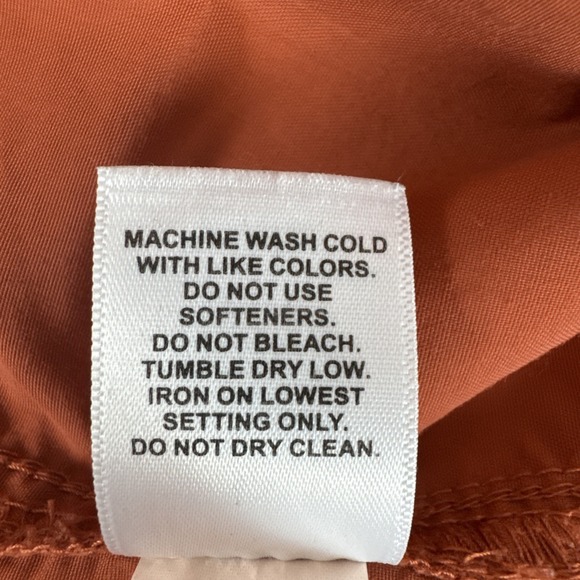 MACHINE WASH COLD
WITH LIKE COLORS.
DO NOT USE
SOFTENERS.
DO NOT BLEACH.
TUMBLE DRY LOW.
IRON ON LOWEST
SETTING ONLY.
DO NOT DRY CLEAN.